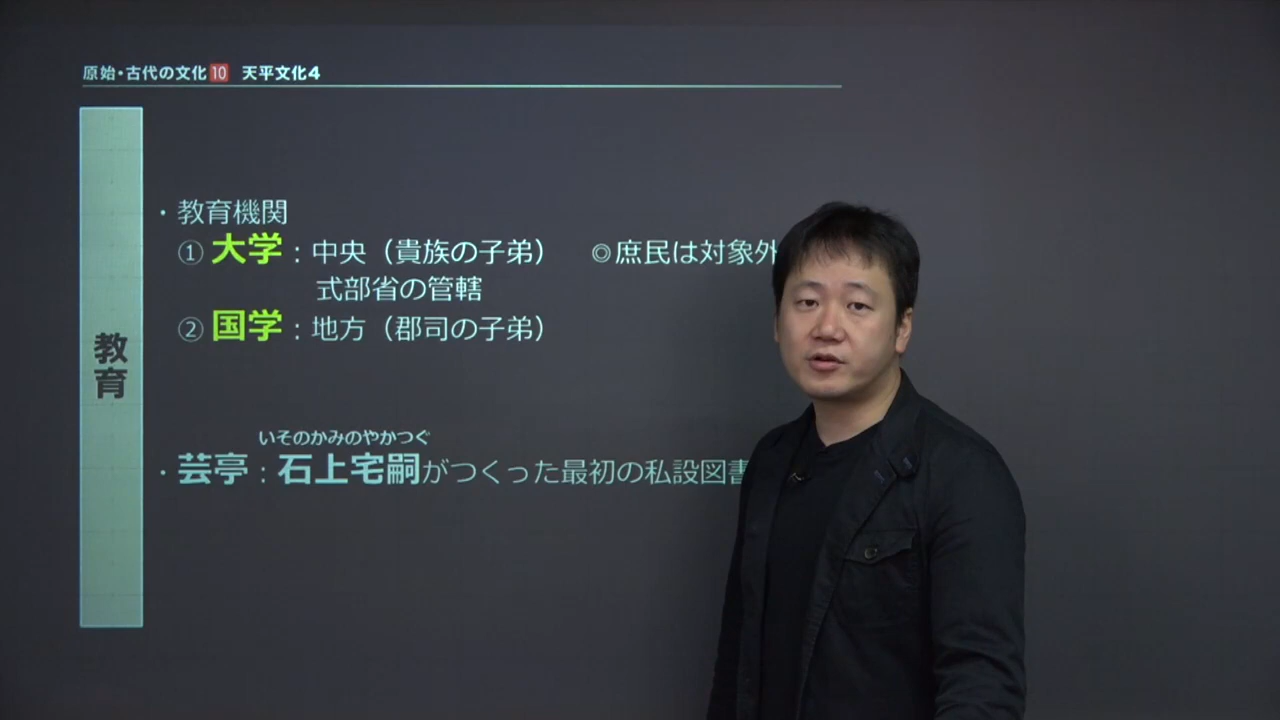 原始・古代の文化10 天平文化4
教育
・教育機関
① 大学：中央（貴族の子弟） ◎庶民は対象外
式部省の管轄
② 国学：地方（郡司の子弟）
いそのかみのやかつぐ
・芸亭：石上宅嗣がつくった最初の私設図書